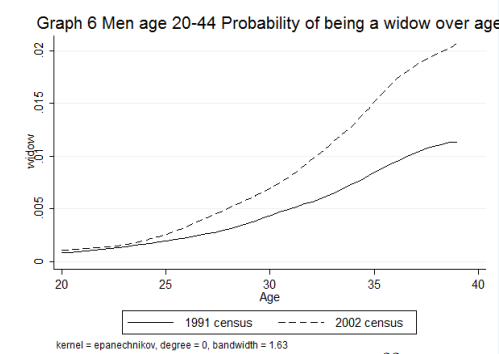 Graph 6 Men age 20-44 Probability of being a widow over age
.02
.015
.01
.005
0
widow
20 25 30 35 40
Age
1991 census 2002 census
kernel = epanechnikov, degree = 0, bandwidth = 1.63